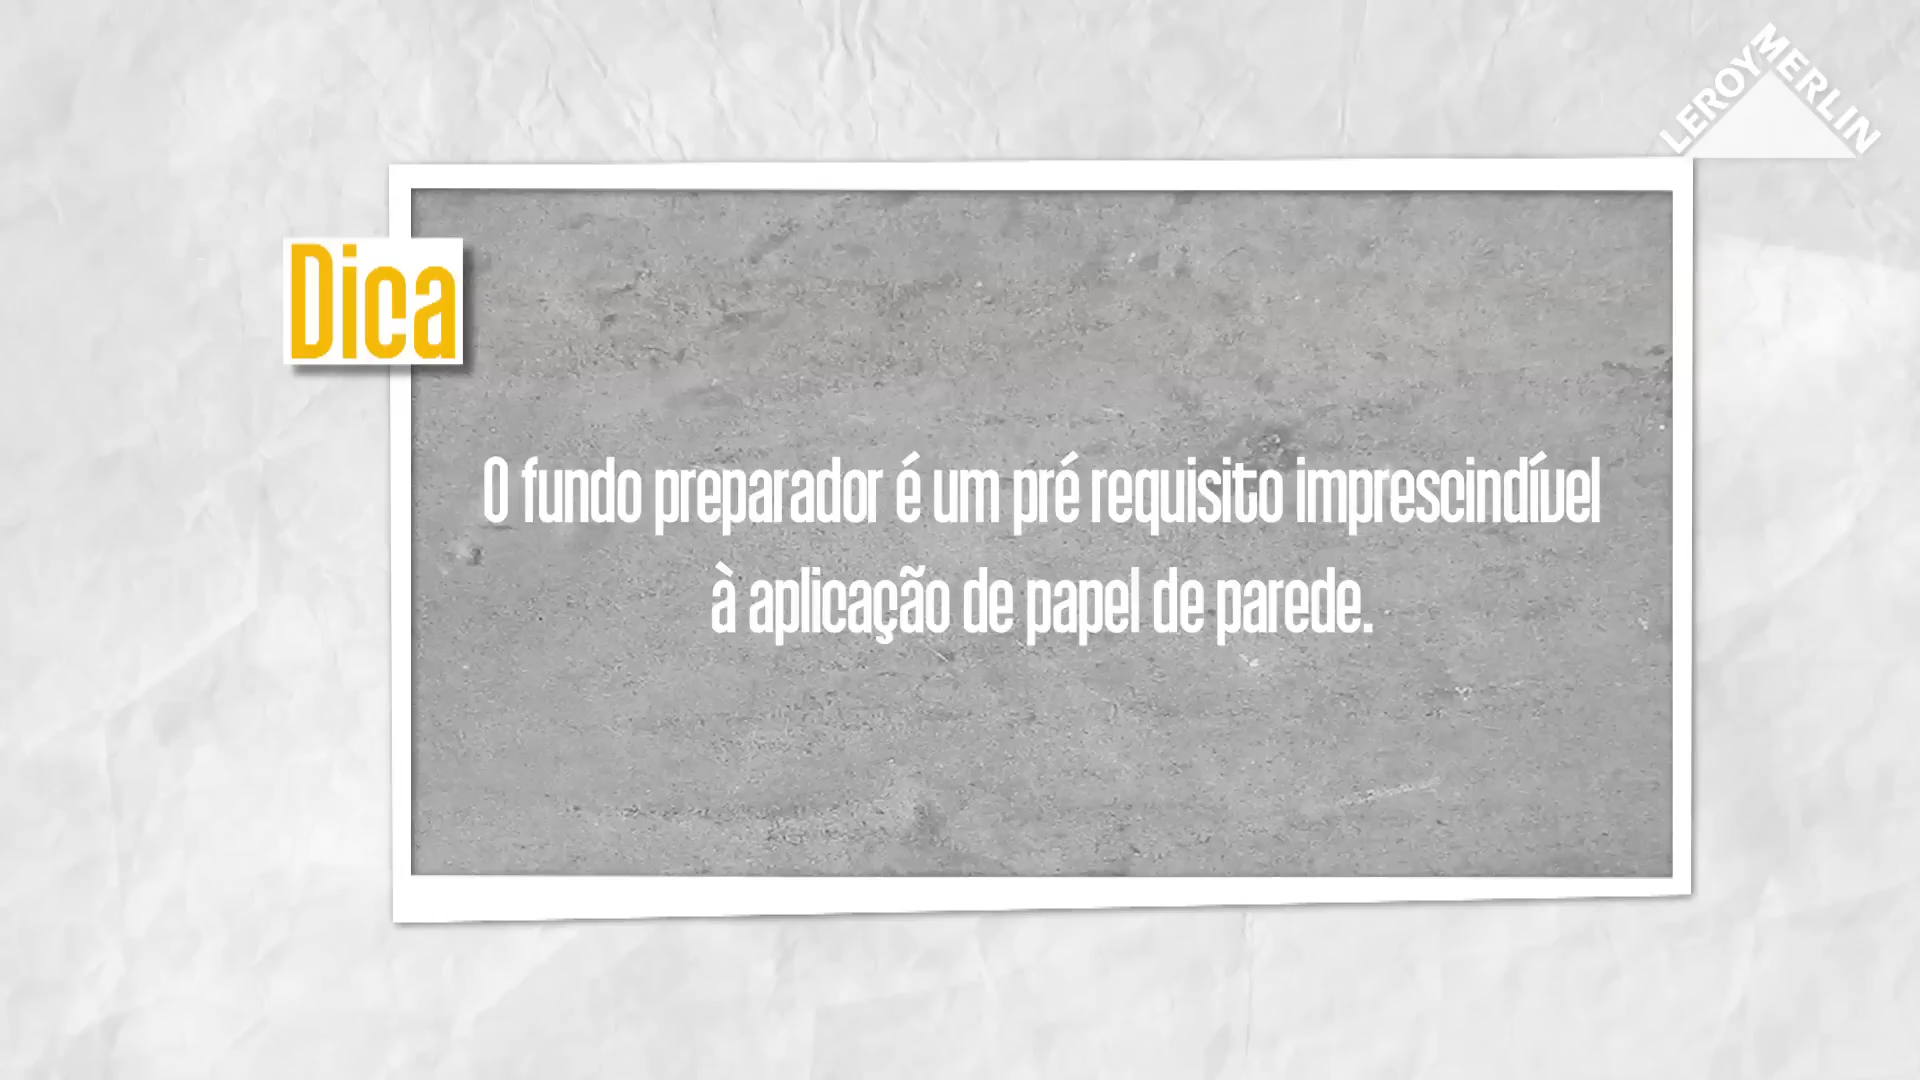 LEROY MERLIN
Dica
O fundo preparador é um pré requisito imprescindível
à aplicação de papel de parede.